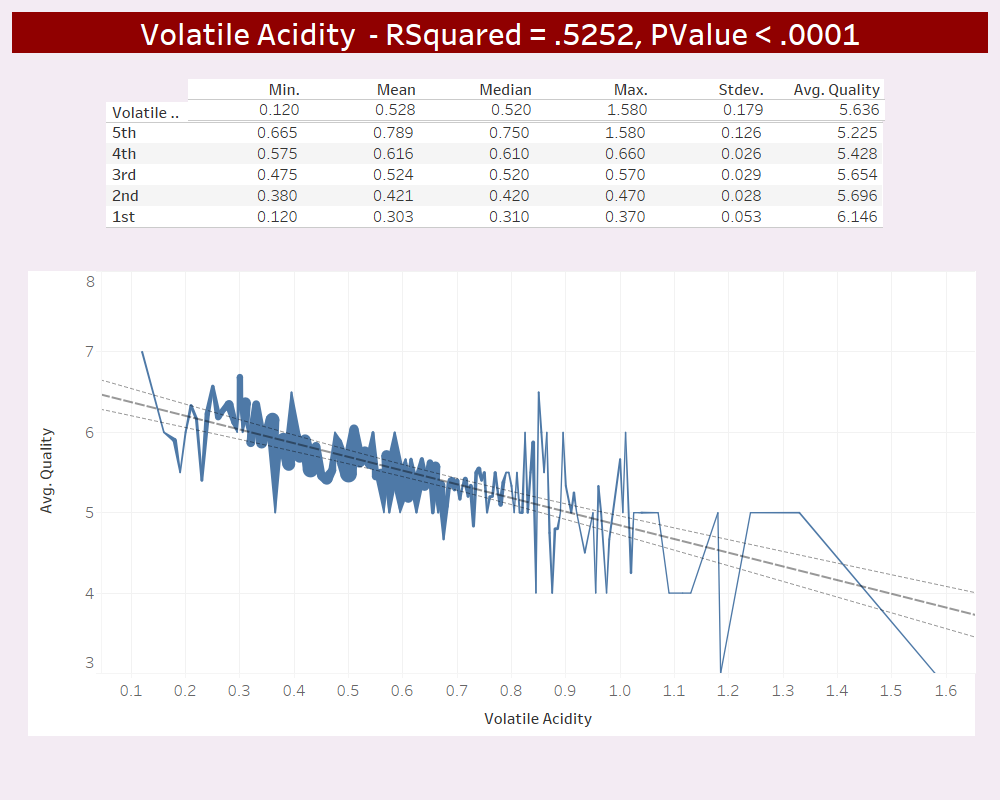 Volatile Acidity - RSquared = .5252, PValue < .0001
Min. Mean Median Max. Stdev. Avg. Quality
Volatile .. 0.120 0.528 0.520 1.580 0.179 5.636
5th 0.665 0.789 0.750 1.580 0.126 5.225
4th 0.575 0.616 0.610 0.660 0.026 5.428
3rd 0.475 0.524 0.520 0.570 0.029 5.654
2nd 0.380 0.421 0.420 0.470 0.028 5.696
1st 0.120 0.303 0.310 0.370 0.053 6.146
8
7
6
5
4
3
Avg. Quality
0.1 0.2 0.3 0.4 0.5 0.6 0.7 0.8 0.9 1.0 1.1 1.2 1.3 1.4 1.5 1.6
Volatile Acidity